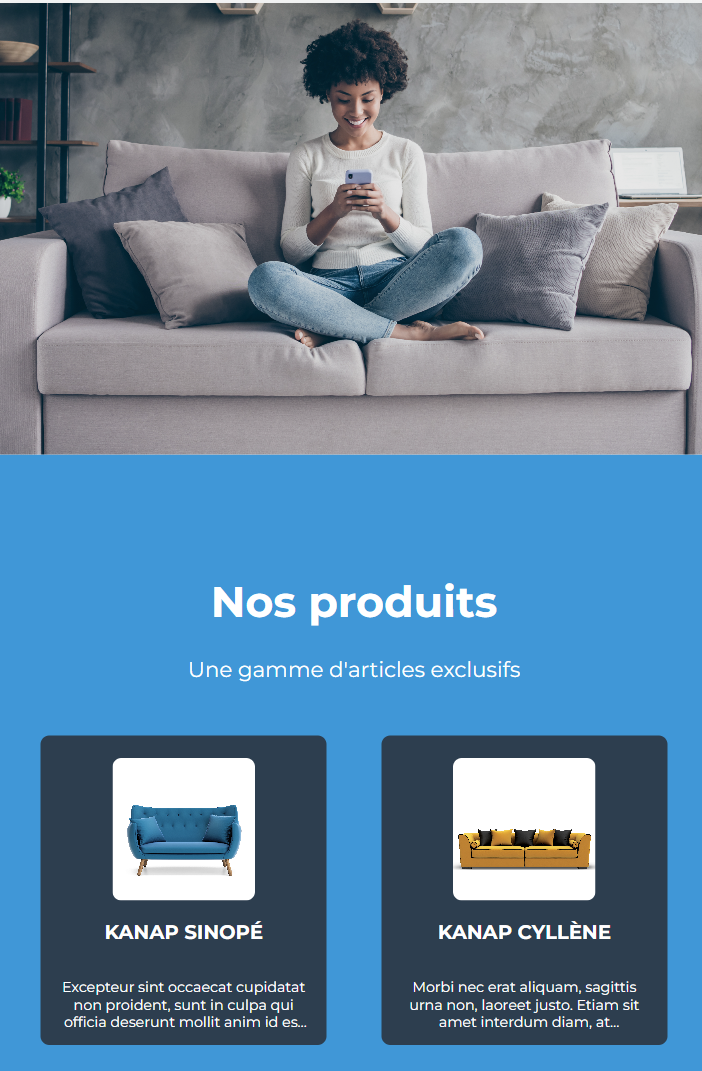 Nos produits
Une gamme d'articles exclusifs
KANAP SINOPÉ
Excepteur sint occaecat cupidatat
non proident, sunt in culpa qui
officia deserunt mollit anim id es...
KANAP CYLLÈNE
Morbi nec erat aliquam, sagittis
urna non, laoreet justo. Etiam sit
amet interdum diam, at...